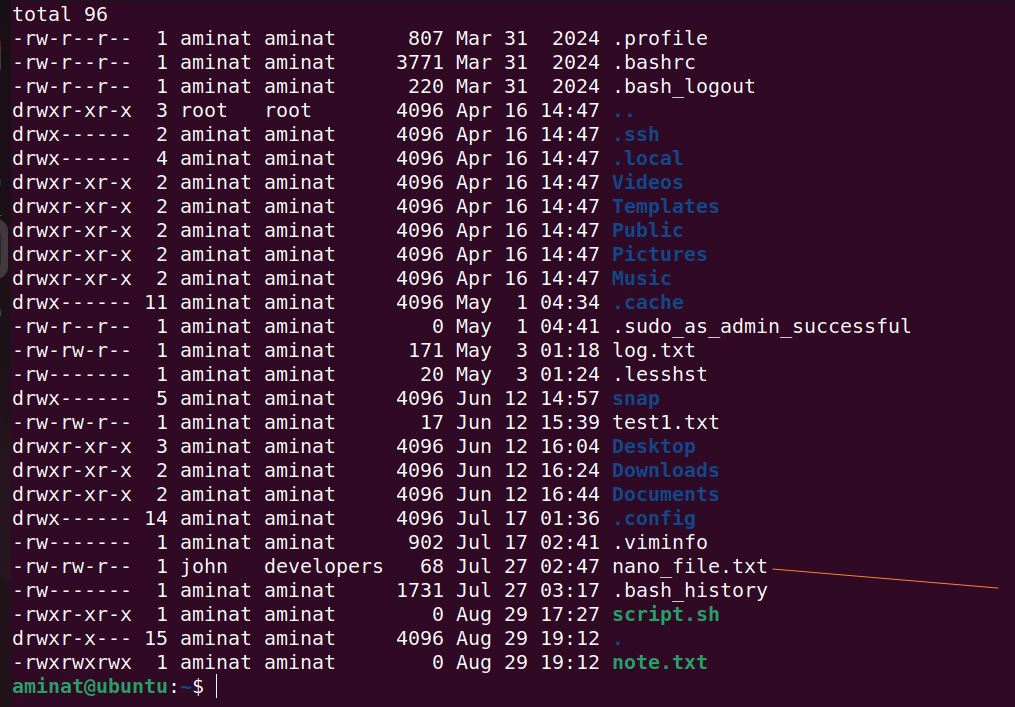 total 96
-rw-r--r--  1 aminat aminat      807 Mar 31  2024 .profile
-rw-r--r--  1 aminat aminat     3771 Mar 31  2024 .bashrc
-rw-r--r--  1 aminat aminat      220 Mar 31  2024 .bash_logout
drwxr-xr-x  3 root   root       4096 Apr 16 14:47 ..
drwx------  2 aminat aminat     4096 Apr 16 14:47 .ssh
drwx------  4 aminat aminat     4096 Apr 16 14:47 .local
drwxr-xr-x  2 aminat aminat     4096 Apr 16 14:47 Videos
drwxr-xr-x  2 aminat aminat     4096 Apr 16 14:47 Templates
drwxr-xr-x  2 aminat aminat     4096 Apr 16 14:47 Public
drwxr-xr-x  2 aminat aminat     4096 Apr 16 14:47 Pictures
drwxr-xr-x  2 aminat aminat     4096 Apr 16 14:47 Music
drwx------ 11 aminat aminat     4096 May  1 04:34 .cache
-rw-r--r--  1 aminat aminat        0 May  1 04:41 .sudo_as_admin_successful
-rw-rw-r--  1 aminat aminat      171 May  3 01:18 log.txt
-rw-------  1 aminat aminat       20 May  3 01:24 .lesshst
drwx------  5 aminat aminat     4096 Jun 12 14:57 snap
-rw-rw-r--  1 aminat aminat       17 Jun 12 15:39 test1.txt
drwxr-xr-x  3 aminat aminat     4096 Jun 12 16:04 Desktop
drwxr-xr-x  2 aminat aminat     4096 Jun 12 16:24 Downloads
drwxr-xr-x  2 aminat aminat     4096 Jun 12 16:44 Documents
drwx------ 14 aminat aminat     4096 Jul 17 01:36 .config
-rw-------  1 aminat aminat      902 Jul 17 02:41 .viminfo
-rw-rw-r--  1 john   developers   68 Jul 27 02:47 nano_file.txt
-rw-------  1 aminat aminat     1731 Jul 27 03:17 .bash_history
-rwxr-xr-x  1 aminat aminat        0 Aug 29 17:27 script.sh
drwxr-x--- 15 aminat aminat     4096 Aug 29 19:12 .
-rwxrwxrwx  1 aminat aminat        0 Aug 29 19:12 note.txt
aminat@ubuntu:~$